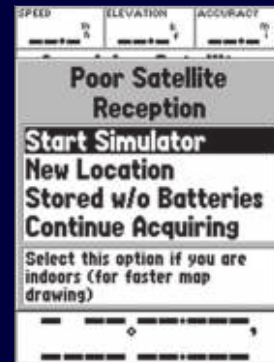 SPEED ELEVATION ACCURACY
Poor Satellite
Reception
Start Simulator
New Location
Stored w/o Batteries
Continue Acquiring
Select this option if you are
indoors (for faster map
drawing)